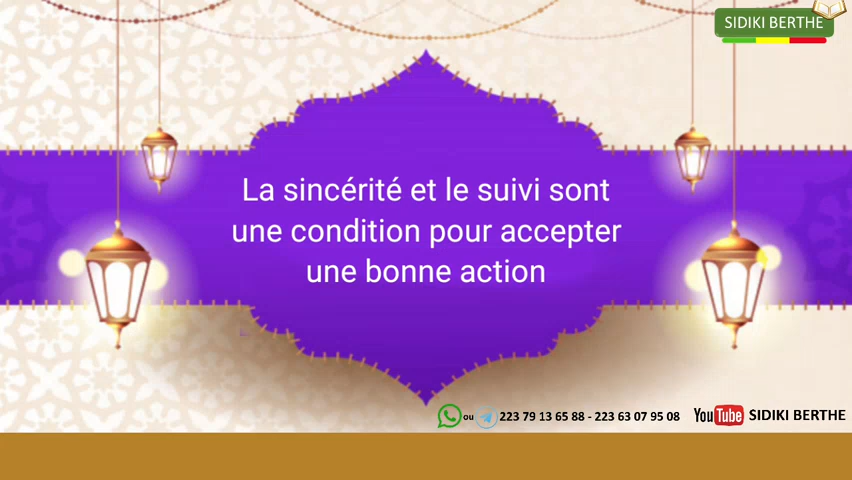 SIDIKI BERTHE
La sincérité et le suivi sont
une condition pour accepter
une bonne action
ou 223 79 13 65 88 - 223 63 07 95 08 YouTube SIDIKI BERTHE